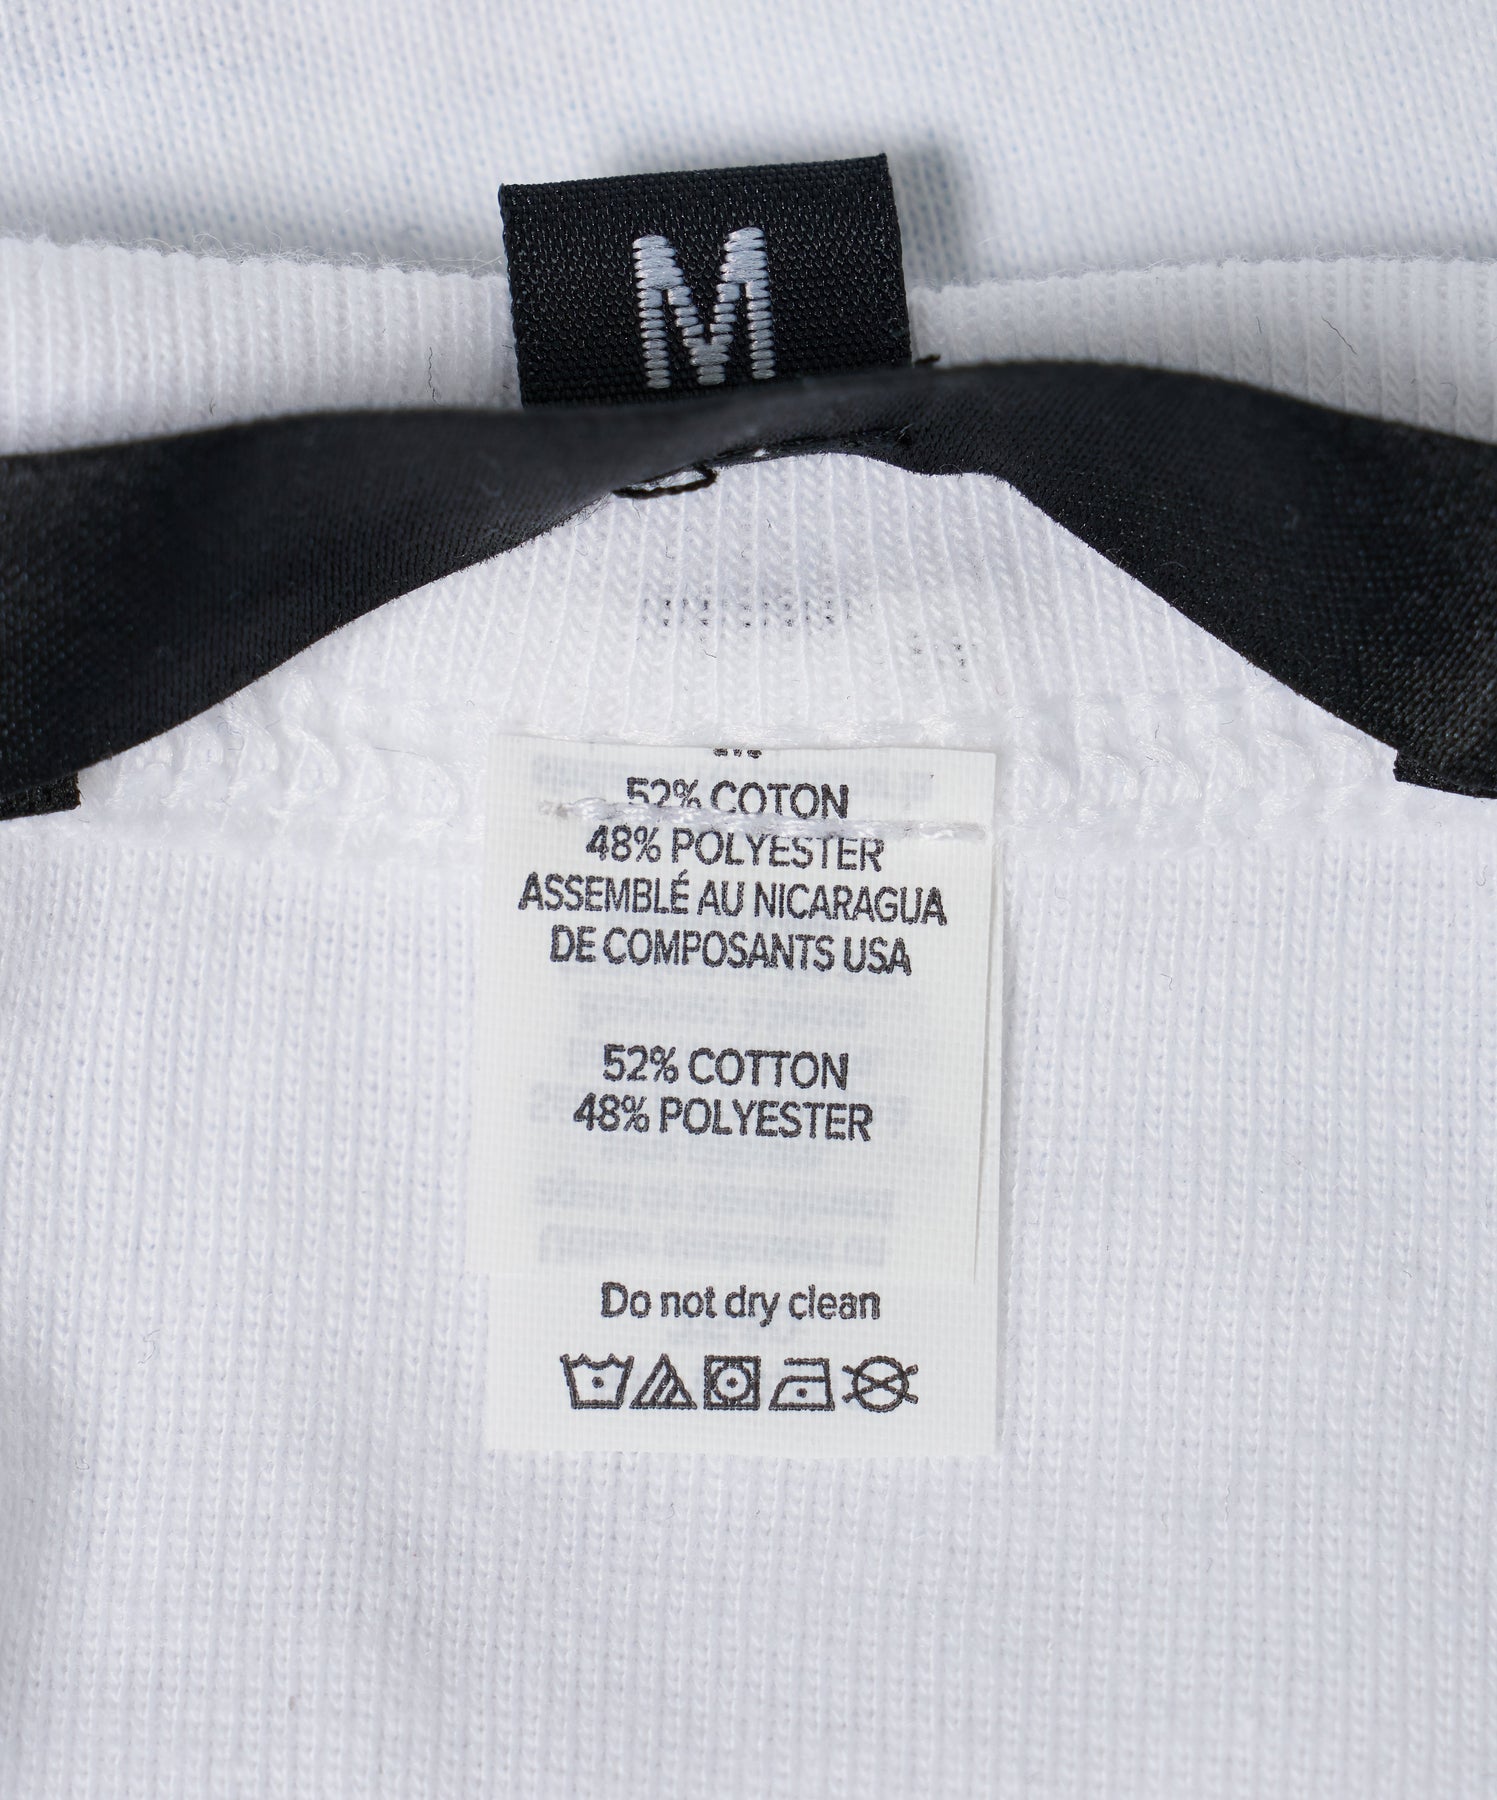 M
52% COTON
48% POLYESTER
ASSEMBLÉ AU NICARAGUA
DE COMPOSANTS USA
52% COTTON
48% POLYESTER
Do not dry clean